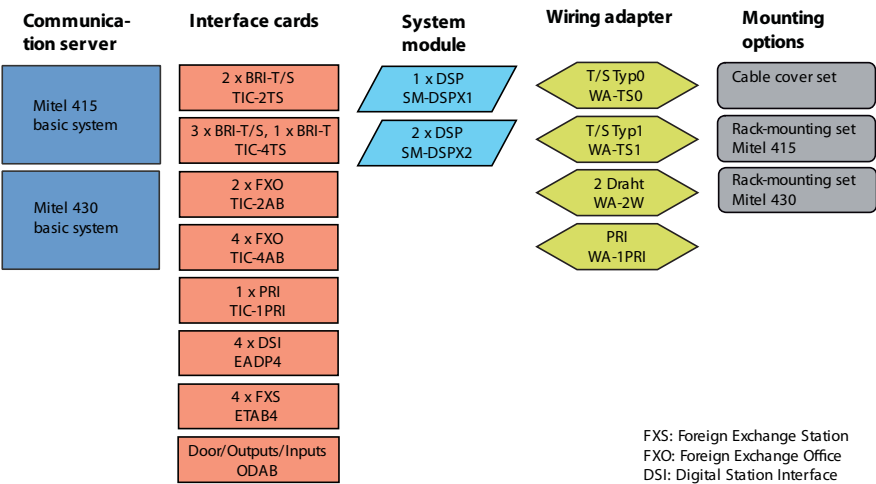 Communica-
tion server
Mitel 415
basic system
Mitel 430
basic system
Interface cards
2 x BRI-T/S
TIC-2TS
3 x BRI-T/S, 1 x BRI-T
TIC-4TS
2 x FXO
TIC-2AB
4 x FXO
TIC-4AB
1 x PRI
TIC-1PRI
4 x DSI
EADP4
4 x FXS
ETAB4
Door/Outputs/Inputs
ODAB
System
module
1 x DSP
SM-DSPX1
2 x DSP
SM-DSPX2
Wiring adapter
T/S Typ0
WA-TS0
T/S Typ1
WA-TS1
2 Draht
WA-2W
PRI
WA-1PRI
Mounting
options
Cable cover set
Rack-mounting set
Mitel 415
Rack-mounting set
Mitel 430
FXS: Foreign Exchange Station
FXO: Foreign Exchange Office
DSI: Digital Station Interface